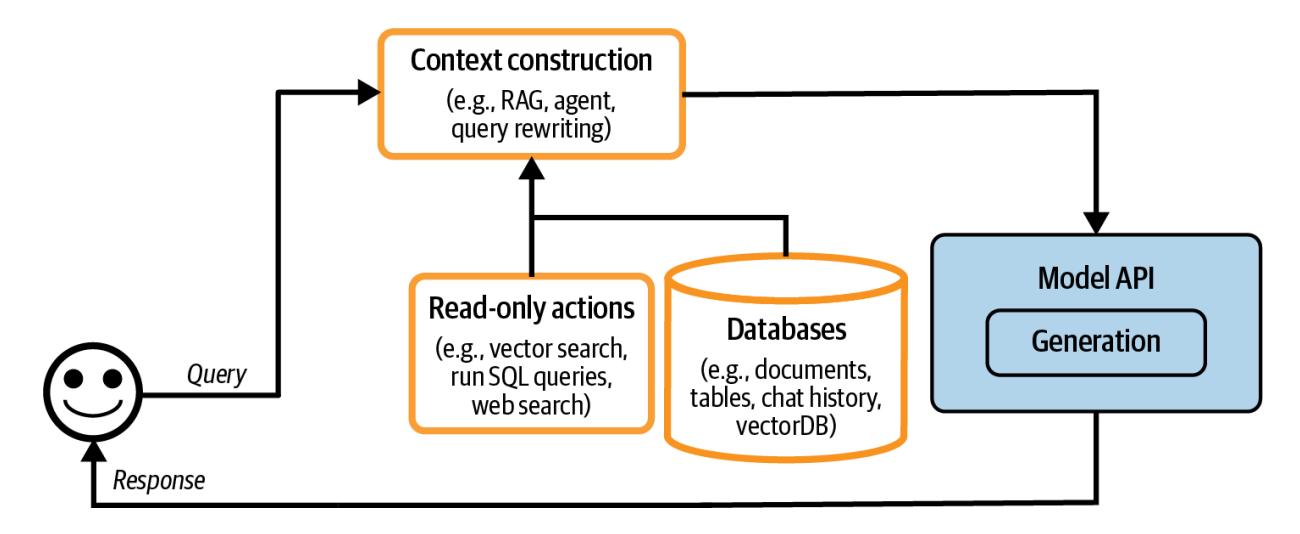 Context construction
(e.g., RAG, agent,
query rewriting)
Read-only actions
(e.g., vector search,
run SQL queries,
web search)
Databases
(e.g., documents,
tables, chat history,
vectorDB)
Model API
Generation
Query
Response